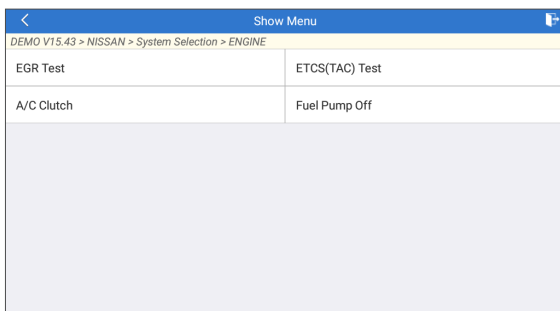 Show Menu
DEMO V15.43 > NISSAN > System Selection > ENGINE
EGR Test
ETCS(TAC) Test
A/C Clutch
Fuel Pump Off